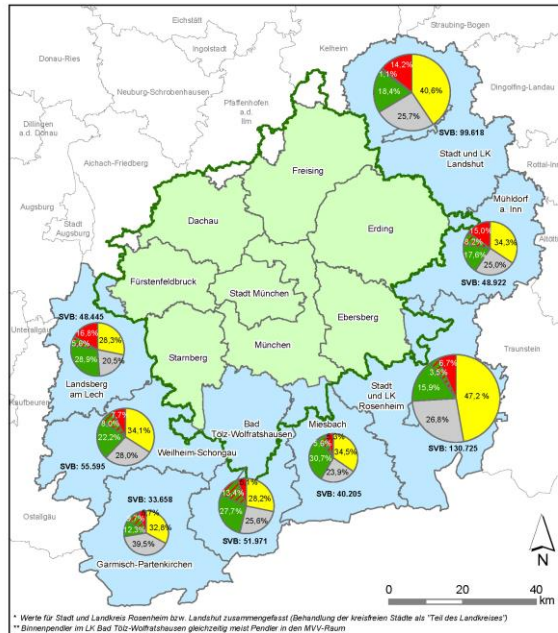 Eichstätt
Straubing-Bogen
Kelheim
Donau-Ries
Ingolstadt
Neuburg-Schrobenhausen
Pfaffenhofen
a.d.
Ilm
Dingolfing-Landau
Dillingen
a.d. Donau
Aichach-Friedberg
Augsburg
Stadt
Augsburg
14,2%
1,1%
40,6%
18,4%
25,7%
SVB: 99.618
Stadt und LK
Landshut
Mühldorf
a. Inn
15,0%
8,2%
34,3%
17,6%
25,0%
SVB: 48.922
Freising
Dachau
Erding
Fürstenfeldbruck
Stadt München
Ebersberg
Starnberg
München
Unterallgäu
SVB: 48.445
16,6%
28,3%
28,9%
20,5%
Landsberg
am Lech
Kaufbeuren
Traunstein
Stadt
und LK
Rosenheim
6,7%
3,5%
15,9%
47,2 %
26,8%
SVB: 130.725
Bad
Tölz-Wolfratshausen
Miesbach
34,5%
30,7%
23,9%
SVB: 40.205
7,7%
8,0%
34,1%
22,2%
28,0%
Weilheim-Schongau
SVB: 55.595
13,4%
28,2%
27,7%
25,6%
SVB: 51.971
SVB: 33.658
32,8%
12,3%
39,5%
Ostallgäu
Garmisch-Partenkirchen
N
0 20 40
km
* Werte für Stadt und Landkreis Rosenheim bzw. Landshut zusammengefasst (Behandlung der kreisfreien Städte als "Teil des Landkreises")
** Binnenpendler im LK Bad Tölz-Wolfratshausen gleichzeitig meist Pendler in den MVV-Raum